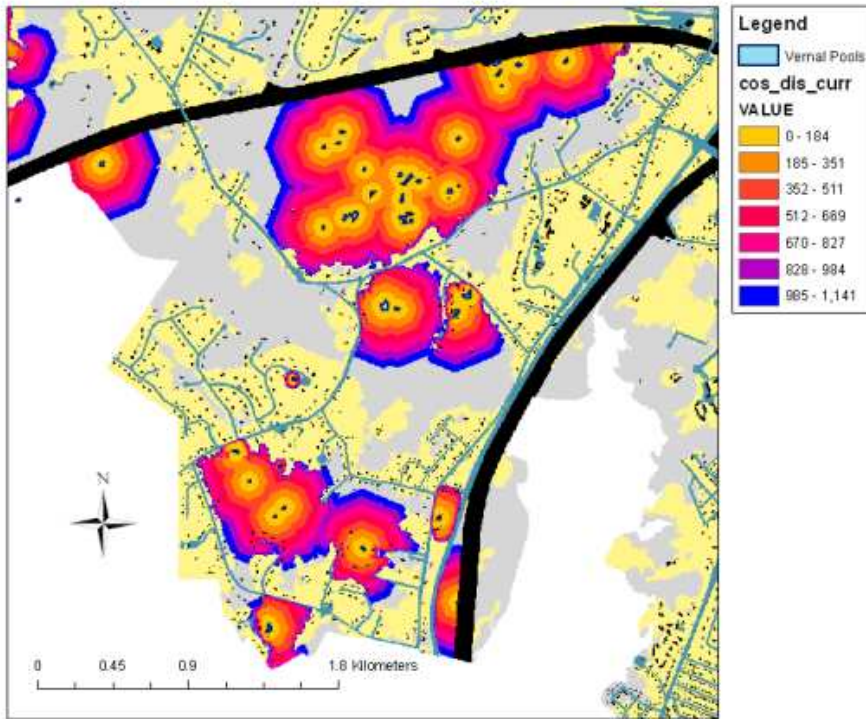 Legend
Vernal Pools
cos_dis_curr
VALUE
0 - 184
185 - 351
352 - 511
512 - 669
670 - 827
828 - 984
985 - 1,141
N
0 0.45 0.9 1.8 Kilometers